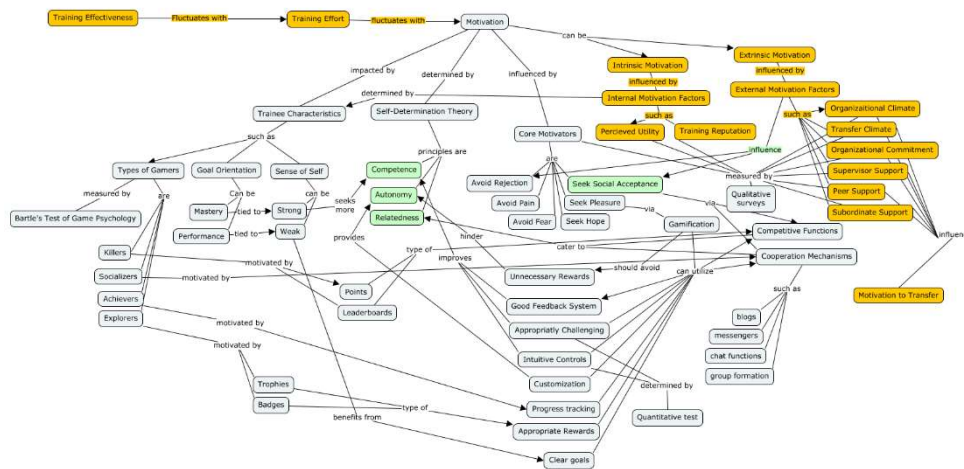 Training Effectiveness
Fluctuates with
Training Effort
fluctuates with
Motivation
can be
Extrinsic Motivation
Intrinsic Motivation
impacted by
determined by
influenced by
influenced by
influenced by
External Motivation Factors
determined by
Internal Motivation Factors
Trainee Characteristics
Self-Determination Theory
such as
such as
Organizational Climate
Percieved Utility
Training Reputation
Transfer Climate
Core Motivators
such as
principles are
influence
Organizational Commitment
Types of Gamers
Goal Orientation
Sense of Self
Competence
are
Supervisor Support
Avoid Rejection
Seek Social Acceptance
measured by
Qualitative
surveys
Peer Support
measured by
are
Can be
can be
seeks
more
Autonomy
Avoid Pain
Seek Pleasure
via
via
Subordinate Support
Bartle's Test of Game Psychology
Mastery
tied to
Strong
Relatedness
Avoid Fear
Seek Hope
Gamification
Performance
tied to
Weak
provides
Competitive Functions
influence
type of
hinder
cater to
Killers
improves
Cooperation Mechanisms
Socializers
motivated by
motivated by
Unnecessary Rewards
should avoid
can utilize
Points
such as
Motivation to Transfer
Achievers
Leaderboards
Good Feedback System
Explorers
motivated by
Appropriatly Challenging
blogs
messengers
motivated by
Intuitive Controls
chat functions
group formation
Trophies
Customization
determined by
Badges
type of
Progress tracking
Quantitative test
benefits from
Appropriate Rewards
Clear goals